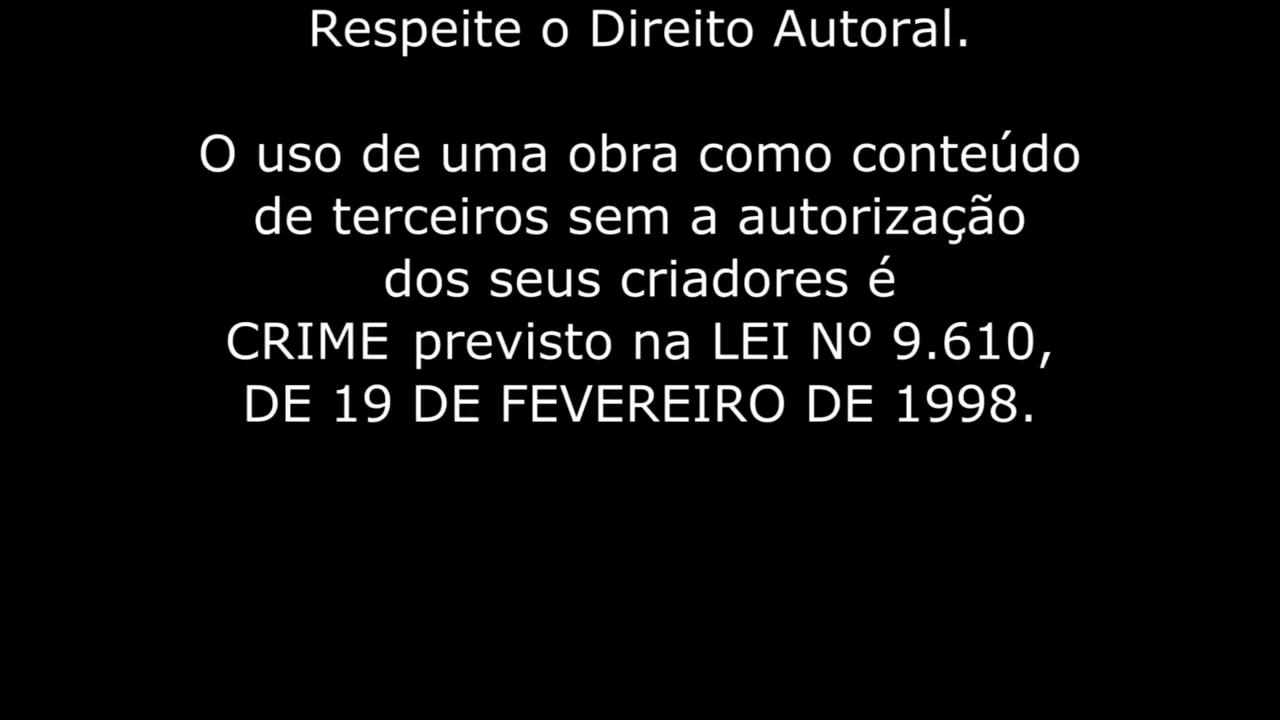 Respeite o Direito Autoral.
O uso de uma obra como conteúdo
de terceiros sem a autorização
dos seus criadores é
CRIME previsto na LEI Nº 9.610,
DE 19 DE FEVEREIRO DE 1998.